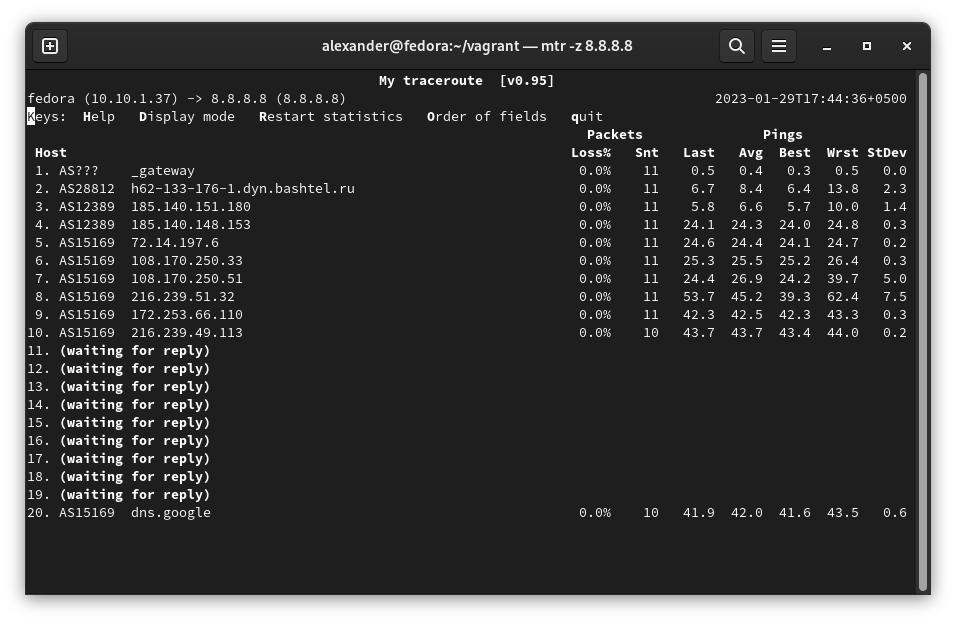 alexander@fedora:~/vagrant — mtr -z 8.8.8.8
My traceroute  [v0.95]
fedora (10.10.1.37) -> 8.8.8.8 (8.8.8.8)                                              2023-01-29T17:44:36+0500
Keys:  Help   Display mode   Restart statistics   Order of fields   quit
                                                                      Packets               Pings
 Host                                                               Loss%   Snt   Last   Avg  Best  Wrst StDev
 1. AS???    _gateway                                                0.0%    11    0.5   0.4   0.3   0.5   0.0
 2. AS28812  h62-133-176-1.dyn.bashtel.ru                            0.0%    11    6.7   8.4   6.4  13.8   2.3
 3. AS12389  185.140.151.180                                         0.0%    11    5.8   6.6   5.7  10.0   1.4
 4. AS12389  185.140.148.153                                         0.0%    11   24.1  24.3  24.0  24.8   0.3
 5. AS15169  72.14.197.6                                             0.0%    11   24.6  24.4  24.1  24.7   0.2
 6. AS15169  108.170.250.33                                          0.0%    11   25.3  25.5  25.2  26.4   0.3
 7. AS15169  108.170.250.51                                          0.0%    11   24.4  26.9  24.2  39.7   5.0
 8. AS15169  216.239.51.32                                           0.0%    11   53.7  45.2  39.3  62.4   7.5
 9. AS15169  172.253.66.110                                          0.0%    11   42.3  42.5  42.3  43.3   0.3
10. AS15169  216.239.49.113                                          0.0%    10   43.7  43.7  43.4  44.0   0.2
11. (waiting for reply)
12. (waiting for reply)
13. (waiting for reply)
14. (waiting for reply)
15. (waiting for reply)
16. (waiting for reply)
17. (waiting for reply)
18. (waiting for reply)
19. (waiting for reply)
20. AS15169  dns.google                                              0.0%    10   41.9  42.0  41.6  43.5   0.6